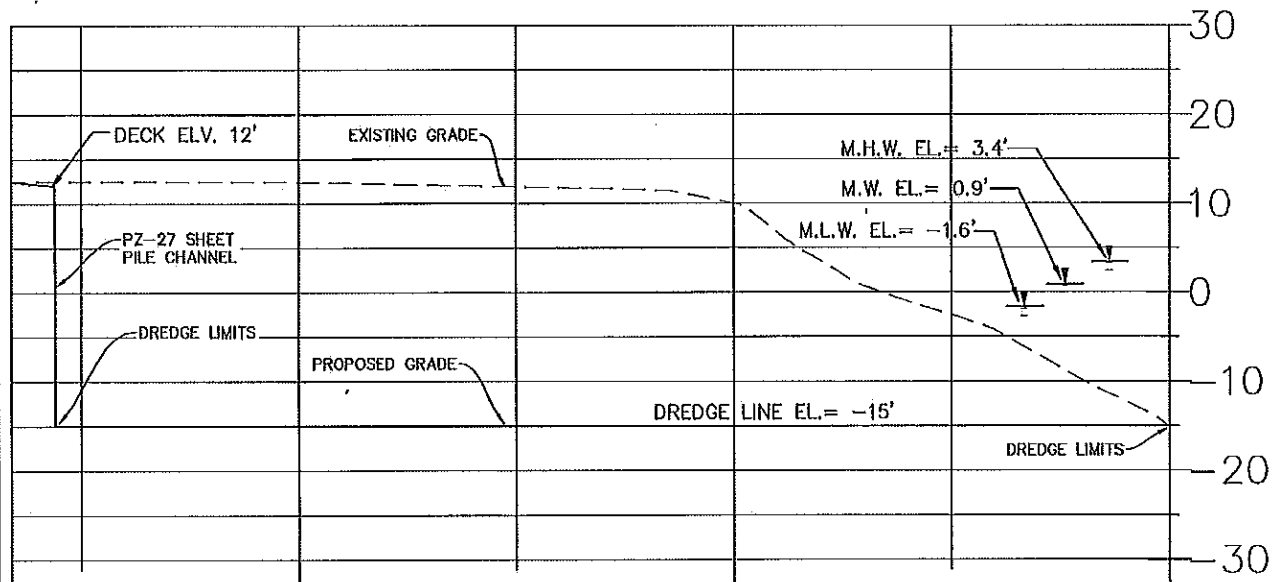 30
20
10
0
-10
-20
-30
DECK ELV. 12'
EXISTING GRADE
M.H.W. EL.= 3.4'
M.W. EL.= 0.9'
M.L.W. EL.= -1.6'
PZ-27 SHEET
PILE CHANNEL
DREDGE LIMITS
PROPOSED GRADE
DREDGE LINE EL.= -15'
DREDGE LIMITS